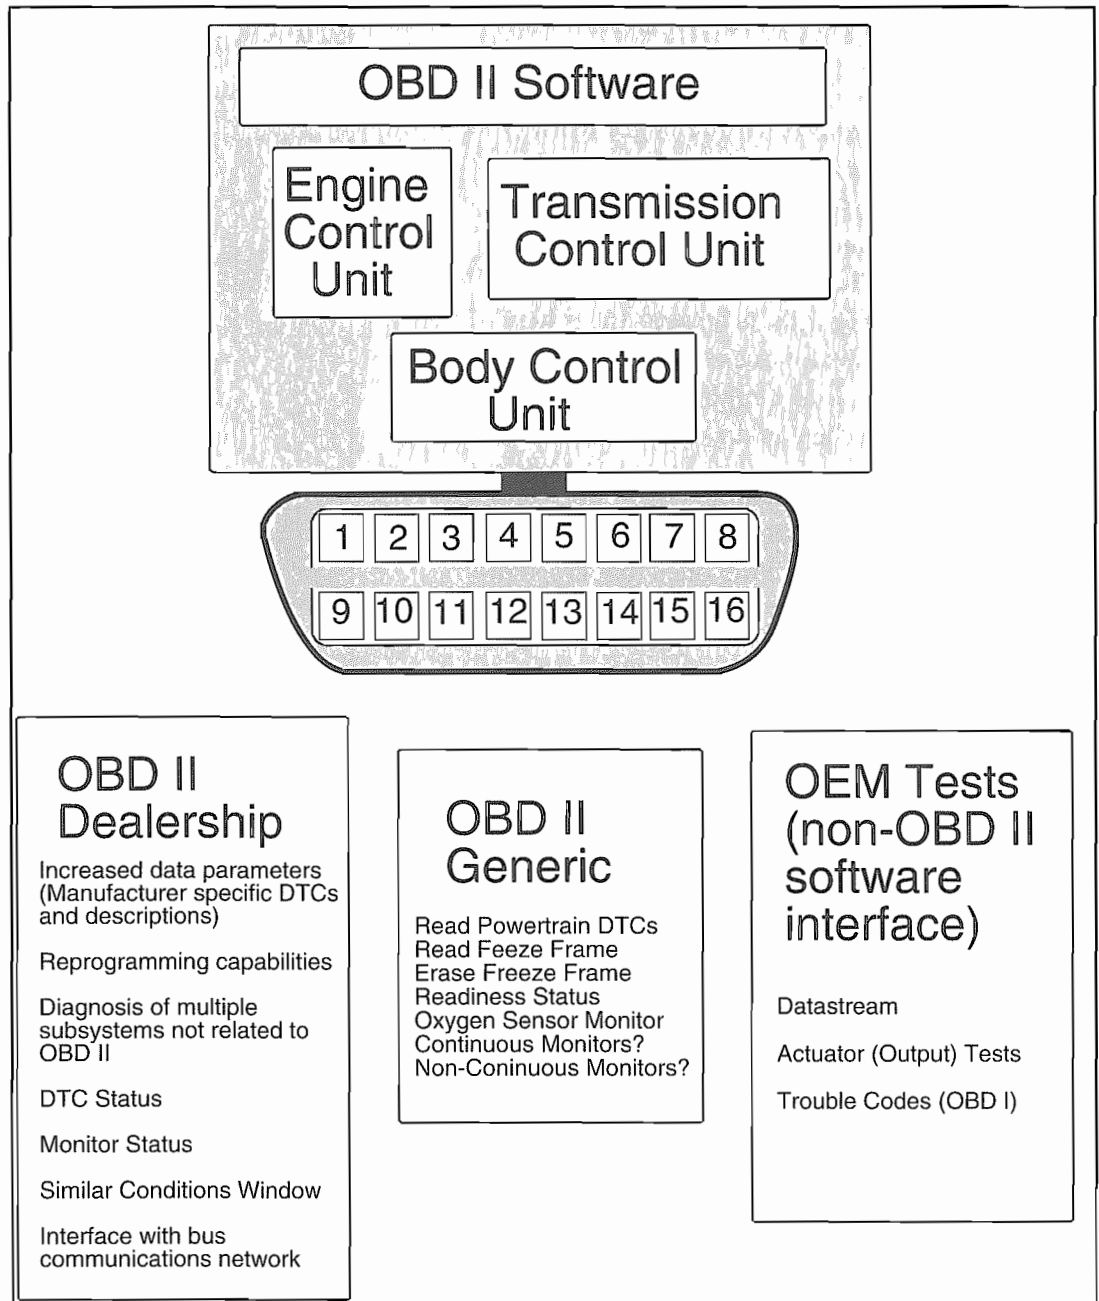 OBD II Software
Engine
Control
Unit
Transmission
Control Unit
Body Control
Unit
1 2 3 4 5 6 7 8
9 10 11 12 13 14 15 16
OBD II
Dealership
Increased data parameters
(Manufacturer specific DTCs
and descriptions)
Reprogramming capabilities
Diagnosis of multiple
subsystems not related to
OBD II
DTC Status
Monitor Status
Similar Conditions Window
Interface with bus
communications network
OBD II
Generic
Read Powertrain DTCs
Read Feeze Frame
Erase Freeze Frame
Readiness Status
Oxygen Sensor Monitor
Continuous Monitors?
Non-Coninuous Monitors?
OEM Tests
(non-OBD II
software
interface)
Datastream
Actuator (Output) Tests
Trouble Codes (OBD I)